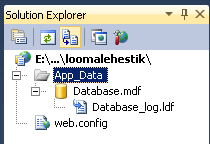 Solution Explorer
E:\...\loomalehestik\
App_Data
Database.mdf
Database_log.ldf
web.config